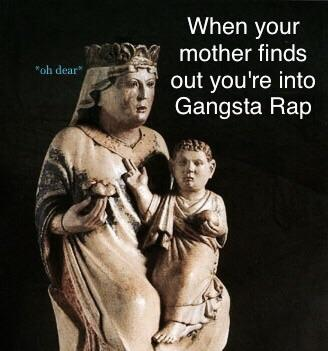 When your
mother finds
out you're into
Gangsta Rap
*oh dear*